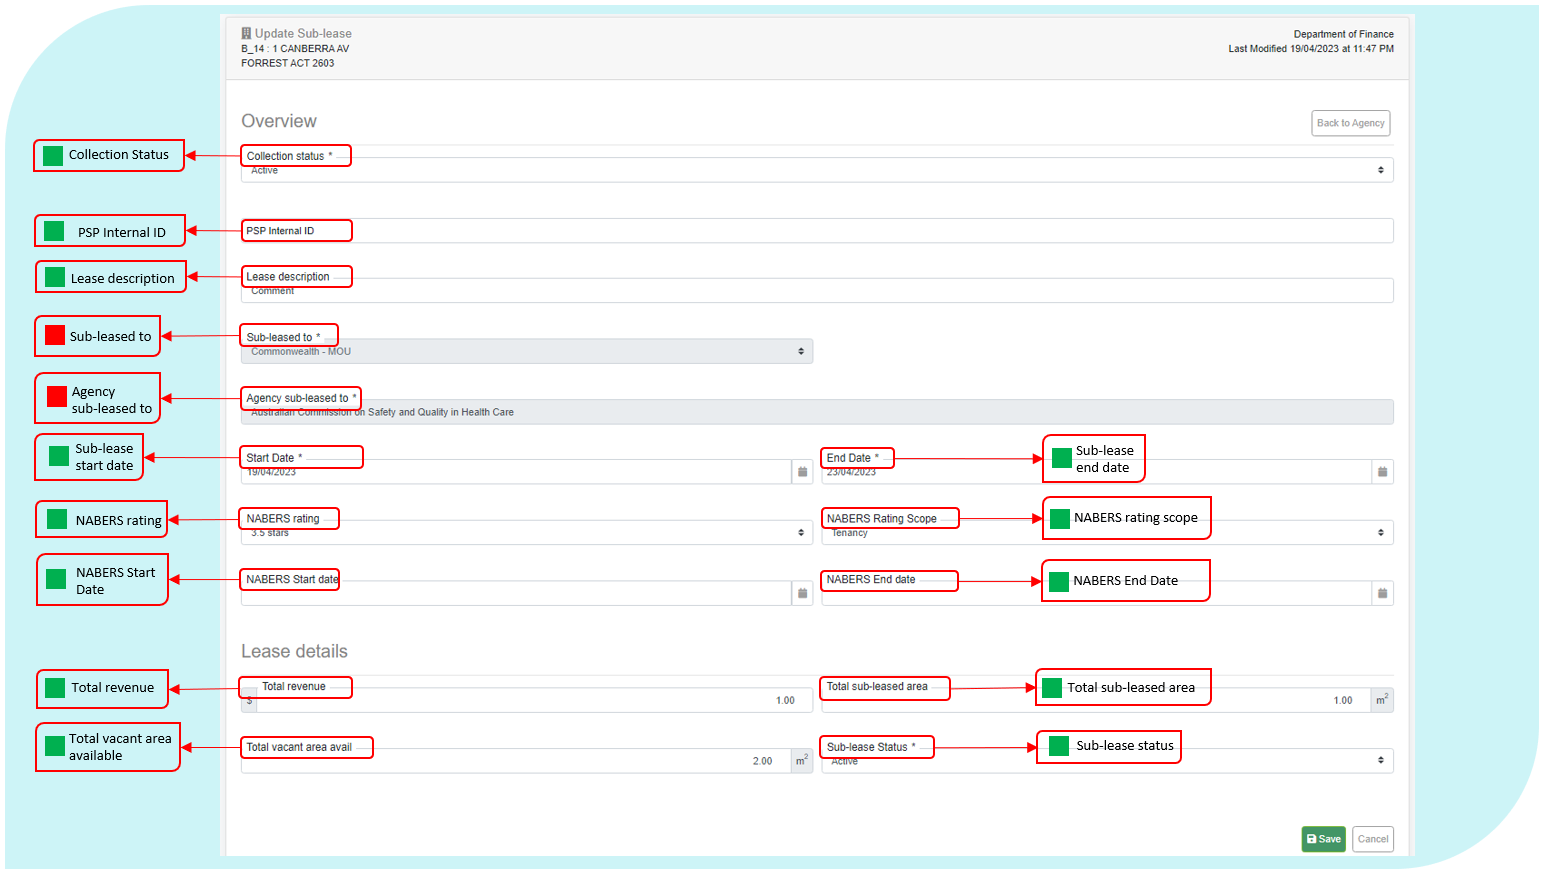 Update Sub-lease
B_14 : 1 CANBERRA AV
FORREST ACT 2603
Department of Finance
Last Modified 19/04/2023 at 11:47 PM
Overview
Back to Agency
Collection Status
Collection status *
Active
PSP Internal ID
PSP Internal ID
Lease description
Lease description
Comment
Sub-leased to
Sub-leased to *
Commonwealth - MOU
Agency
sub-leased to
Agency sub-leased to *
Australian Commission on Safety and Quality in Health Care
Sub-lease
start date
Start Date *
19/04/2023
End Date *
23/04/2023
Sub-lease
end date
NABERS rating
NABERS rating
3.5 stars
NABERS Rating Scope
Tenancy
NABERS rating scope
NABERS Start
Date
NABERS Start date
NABERS End date
NABERS End Date
Lease details
Total revenue
Total revenue
$ 1.00
Total sub-leased area
1.00 m2
Total sub-leased area
Total vacant area
available
Total vacant area avail
2.00 m2
Sub-lease Status *
Active
Sub-lease status
Save
Cancel